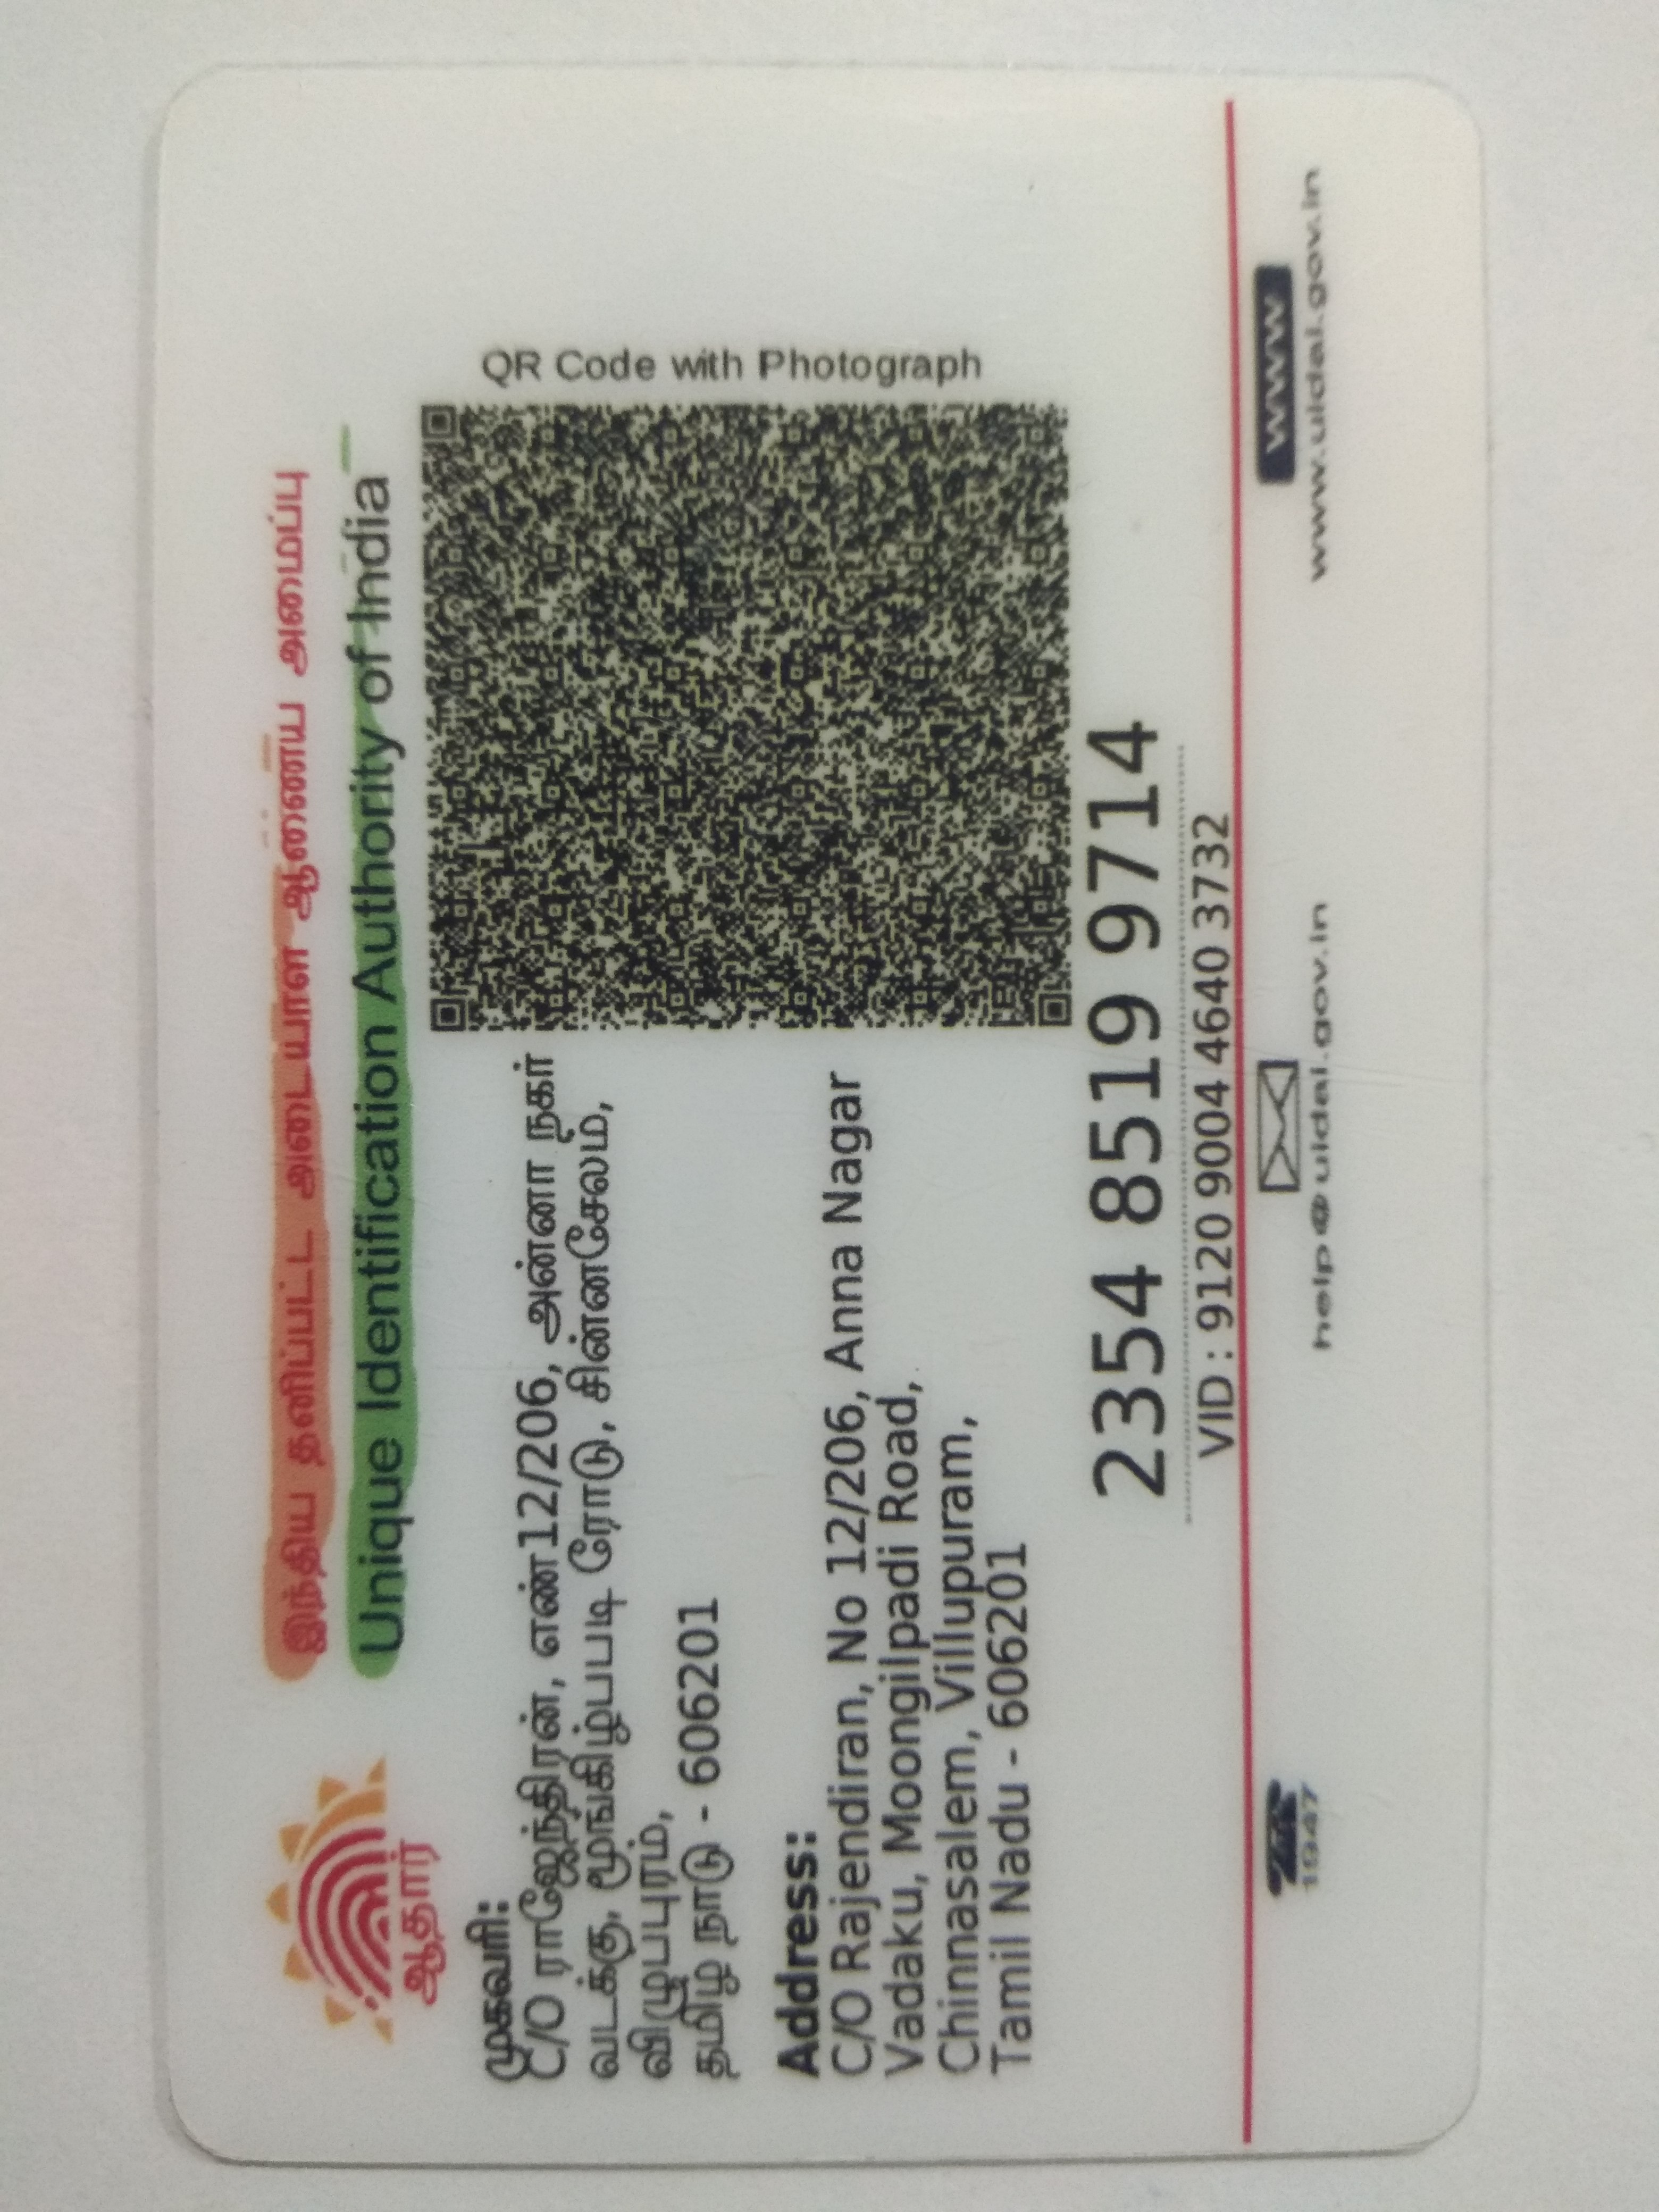 இந்திய தனிப்பட்ட அடையாள ஆணைய அமைப்பு
Unique Identification Authority of India
ஆதார்
முகவரி:
C/O ராஜேந்திரன், எண்12/206, அன்னா நகர்
வடக்கு, மூங்கிழ்ப்படி ரோடு, சின்னசேலம்,
விழுப்புரம்,
தமிழ் நாடு - 606201
Address:
C/O Rajendiran, No 12/206, Anna Nagar
Vadaku, Moongilpadi Road,
Chinnasalem, Villupuram,
Tamil Nadu - 606201
QR Code with Photograph
2354 8519 9714
VID : 9120 9004 4640 3732
1947
help@uidai.gov.in
www
www.uidai.gov.in